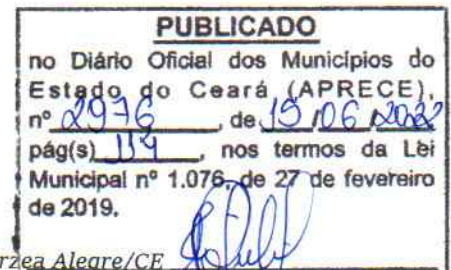 PUBLICADO
no Diário Oficial dos Municípios do
Estado do Ceará (APRECE),
nº 2976, de 15/06/2022
pág(s) 114, nos termos da Lei
Municipal nº 1.076, de 27 de fevereiro
de 2019.
rzea Alegre/CE